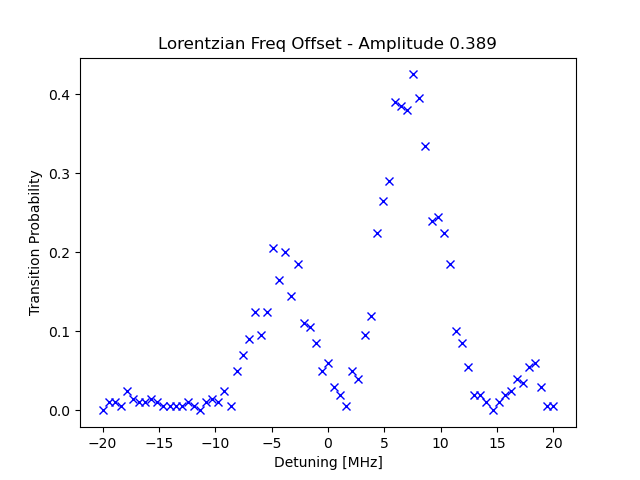 Lorentzian Freq Offset - Amplitude 0.389
Transition Probability
0.4
0.3
0.2
0.1
0.0
−20 −15 −10 −5 0 5 10 15 20
Detuning [MHz]